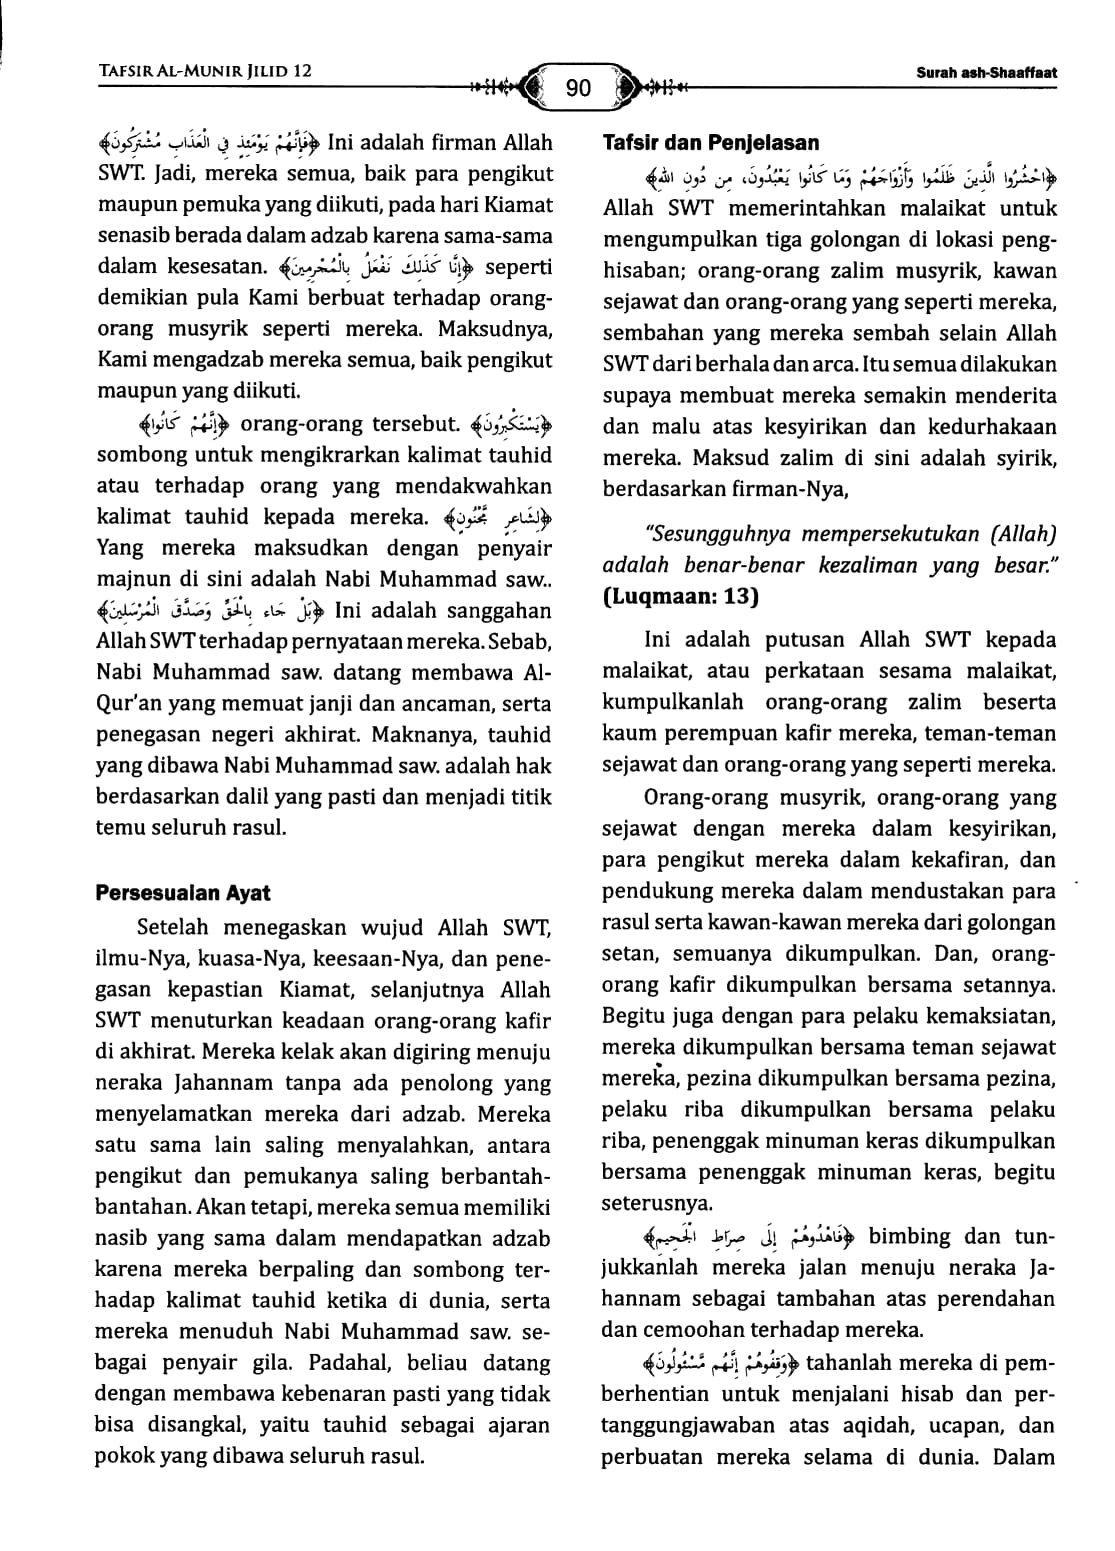 TAFSIR AL-MUNIR JILID 12
90
Surah ash-Shaaffaat
﴿فَإِنَّهُمْ يَوْمَئِذٍ فِي الْعَذَابِ مُشْتَرِكُونَ﴾ Ini adalah firman Allah
SWT. Jadi, mereka semua, baik para pengikut
maupun pemuka yang diikuti, pada hari Kiamat
senasib berada dalam adzab karena sama-sama
dalam kesesatan. ﴿إِنَّا كَذَلِكَ نَفْعَلُ بِالْمُجْرِمِينَ﴾ seperti
demikian pula Kami berbuat terhadap orang-
orang musyrik seperti mereka. Maksudnya,
Kami mengadzab mereka semua, baik pengikut
maupun yang diikuti.
﴿إِنَّهُمْ كَانُوا﴾ orang-orang tersebut. ﴿يَسْتَكْبِرُونَ﴾
sombong untuk mengikrarkan kalimat tauhid
atau terhadap orang yang mendakwahkan
kalimat tauhid kepada mereka. ﴿لِشَاعِرٍ مَّجْنُونٍ﴾
Yang mereka maksudkan dengan penyair
majnun di sini adalah Nabi Muhammad saw..
﴿بَلْ جَاء بِالْحَقِّ وَصَدَّقَ الْمُرْسَلِينَ﴾ Ini adalah sanggahan
Allah SWT terhadap pernyataan mereka. Sebab,
Nabi Muhammad saw. datang membawa Al-
Qur'an yang memuat janji dan ancaman, serta
penegasan negeri akhirat. Maknanya, tauhid
yang dibawa Nabi Muhammad saw. adalah hak
berdasarkan dalil yang pasti dan menjadi titik
temu seluruh rasul.
Persesuaian Ayat
Setelah menegaskan wujud Allah SWT,
ilmu-Nya, kuasa-Nya, keesaan-Nya, dan pene-
gasan kepastian Kiamat, selanjutnya Allah
SWT menuturkan keadaan orang-orang kafir
di akhirat. Mereka kelak akan digiring menuju
neraka Jahannam tanpa ada penolong yang
menyelamatkan mereka dari adzab. Mereka
satu sama lain saling menyalahkan, antara
pengikut dan pemukanya saling berbantah-
bantahan. Akan tetapi, mereka semua memiliki
nasib yang sama dalam mendapatkan adzab
karena mereka berpaling dan sombong ter-
hadap kalimat tauhid ketika di dunia, serta
mereka menuduh Nabi Muhammad saw. se-
bagai penyair gila. Padahal, beliau datang
dengan membawa kebenaran pasti yang tidak
bisa disangkal, yaitu tauhid sebagai ajaran
pokok yang dibawa seluruh rasul.
Tafsir dan Penjelasan
﴿احْشُرُوا الَّذِينَ ظَلَمُوا وَأَزْوَاجَهُمْ وَمَا كَانُوا يَعْبُدُونَ، مِن دُونِ اللهِ﴾
Allah SWT memerintahkan malaikat untuk
mengumpulkan tiga golongan di lokasi peng-
hisaban; orang-orang zalim musyrik, kawan
sejawat dan orang-orang yang seperti mereka,
sembahan yang mereka sembah selain Allah
SWT dari berhala dan arca. Itu semua dilakukan
supaya membuat mereka semakin menderita
dan malu atas kesyirikan dan kedurhakaan
mereka. Maksud zalim di sini adalah syirik,
berdasarkan firman-Nya,
“Sesungguhnya mempersekutukan (Allah)
adalah benar-benar kezaliman yang besar.”
(Luqmaan: 13)
Ini adalah putusan Allah SWT kepada
malaikat, atau perkataan sesama malaikat,
kumpulkanlah orang-orang zalim beserta
kaum perempuan kafir mereka, teman-teman
sejawat dan orang-orang yang seperti mereka.
Orang-orang musyrik, orang-orang yang
sejawat dengan mereka dalam kesyirikan,
para pengikut mereka dalam kekafiran, dan
pendukung mereka dalam mendustakan para
rasul serta kawan-kawan mereka dari golongan
setan, semuanya dikumpulkan. Dan, orang-
orang kafir dikumpulkan bersama setannya.
Begitu juga dengan para pelaku kemaksiatan,
mereka dikumpulkan bersama teman sejawat
mereka, pezina dikumpulkan bersama pezina,
pelaku riba dikumpulkan bersama pelaku
riba, penenggak minuman keras dikumpulkan
bersama penenggak minuman keras, begitu
seterusnya.
﴿فَاهْدُوهُمْ إِلَى صِرَاطِ الْجَحِيمِ﴾ bimbing dan tun-
jukkanlah mereka jalan menuju neraka Ja-
hannam sebagai tambahan atas perendahan
dan cemoohan terhadap mereka.
﴿وَقِفُوهُمْ إِنَّهُم مَّسْئُولُونَ﴾ tahanlah mereka di pem-
berhentian untuk menjalani hisab dan per-
tanggungjawaban atas aqidah, ucapan, dan
perbuatan mereka selama di dunia. Dalam